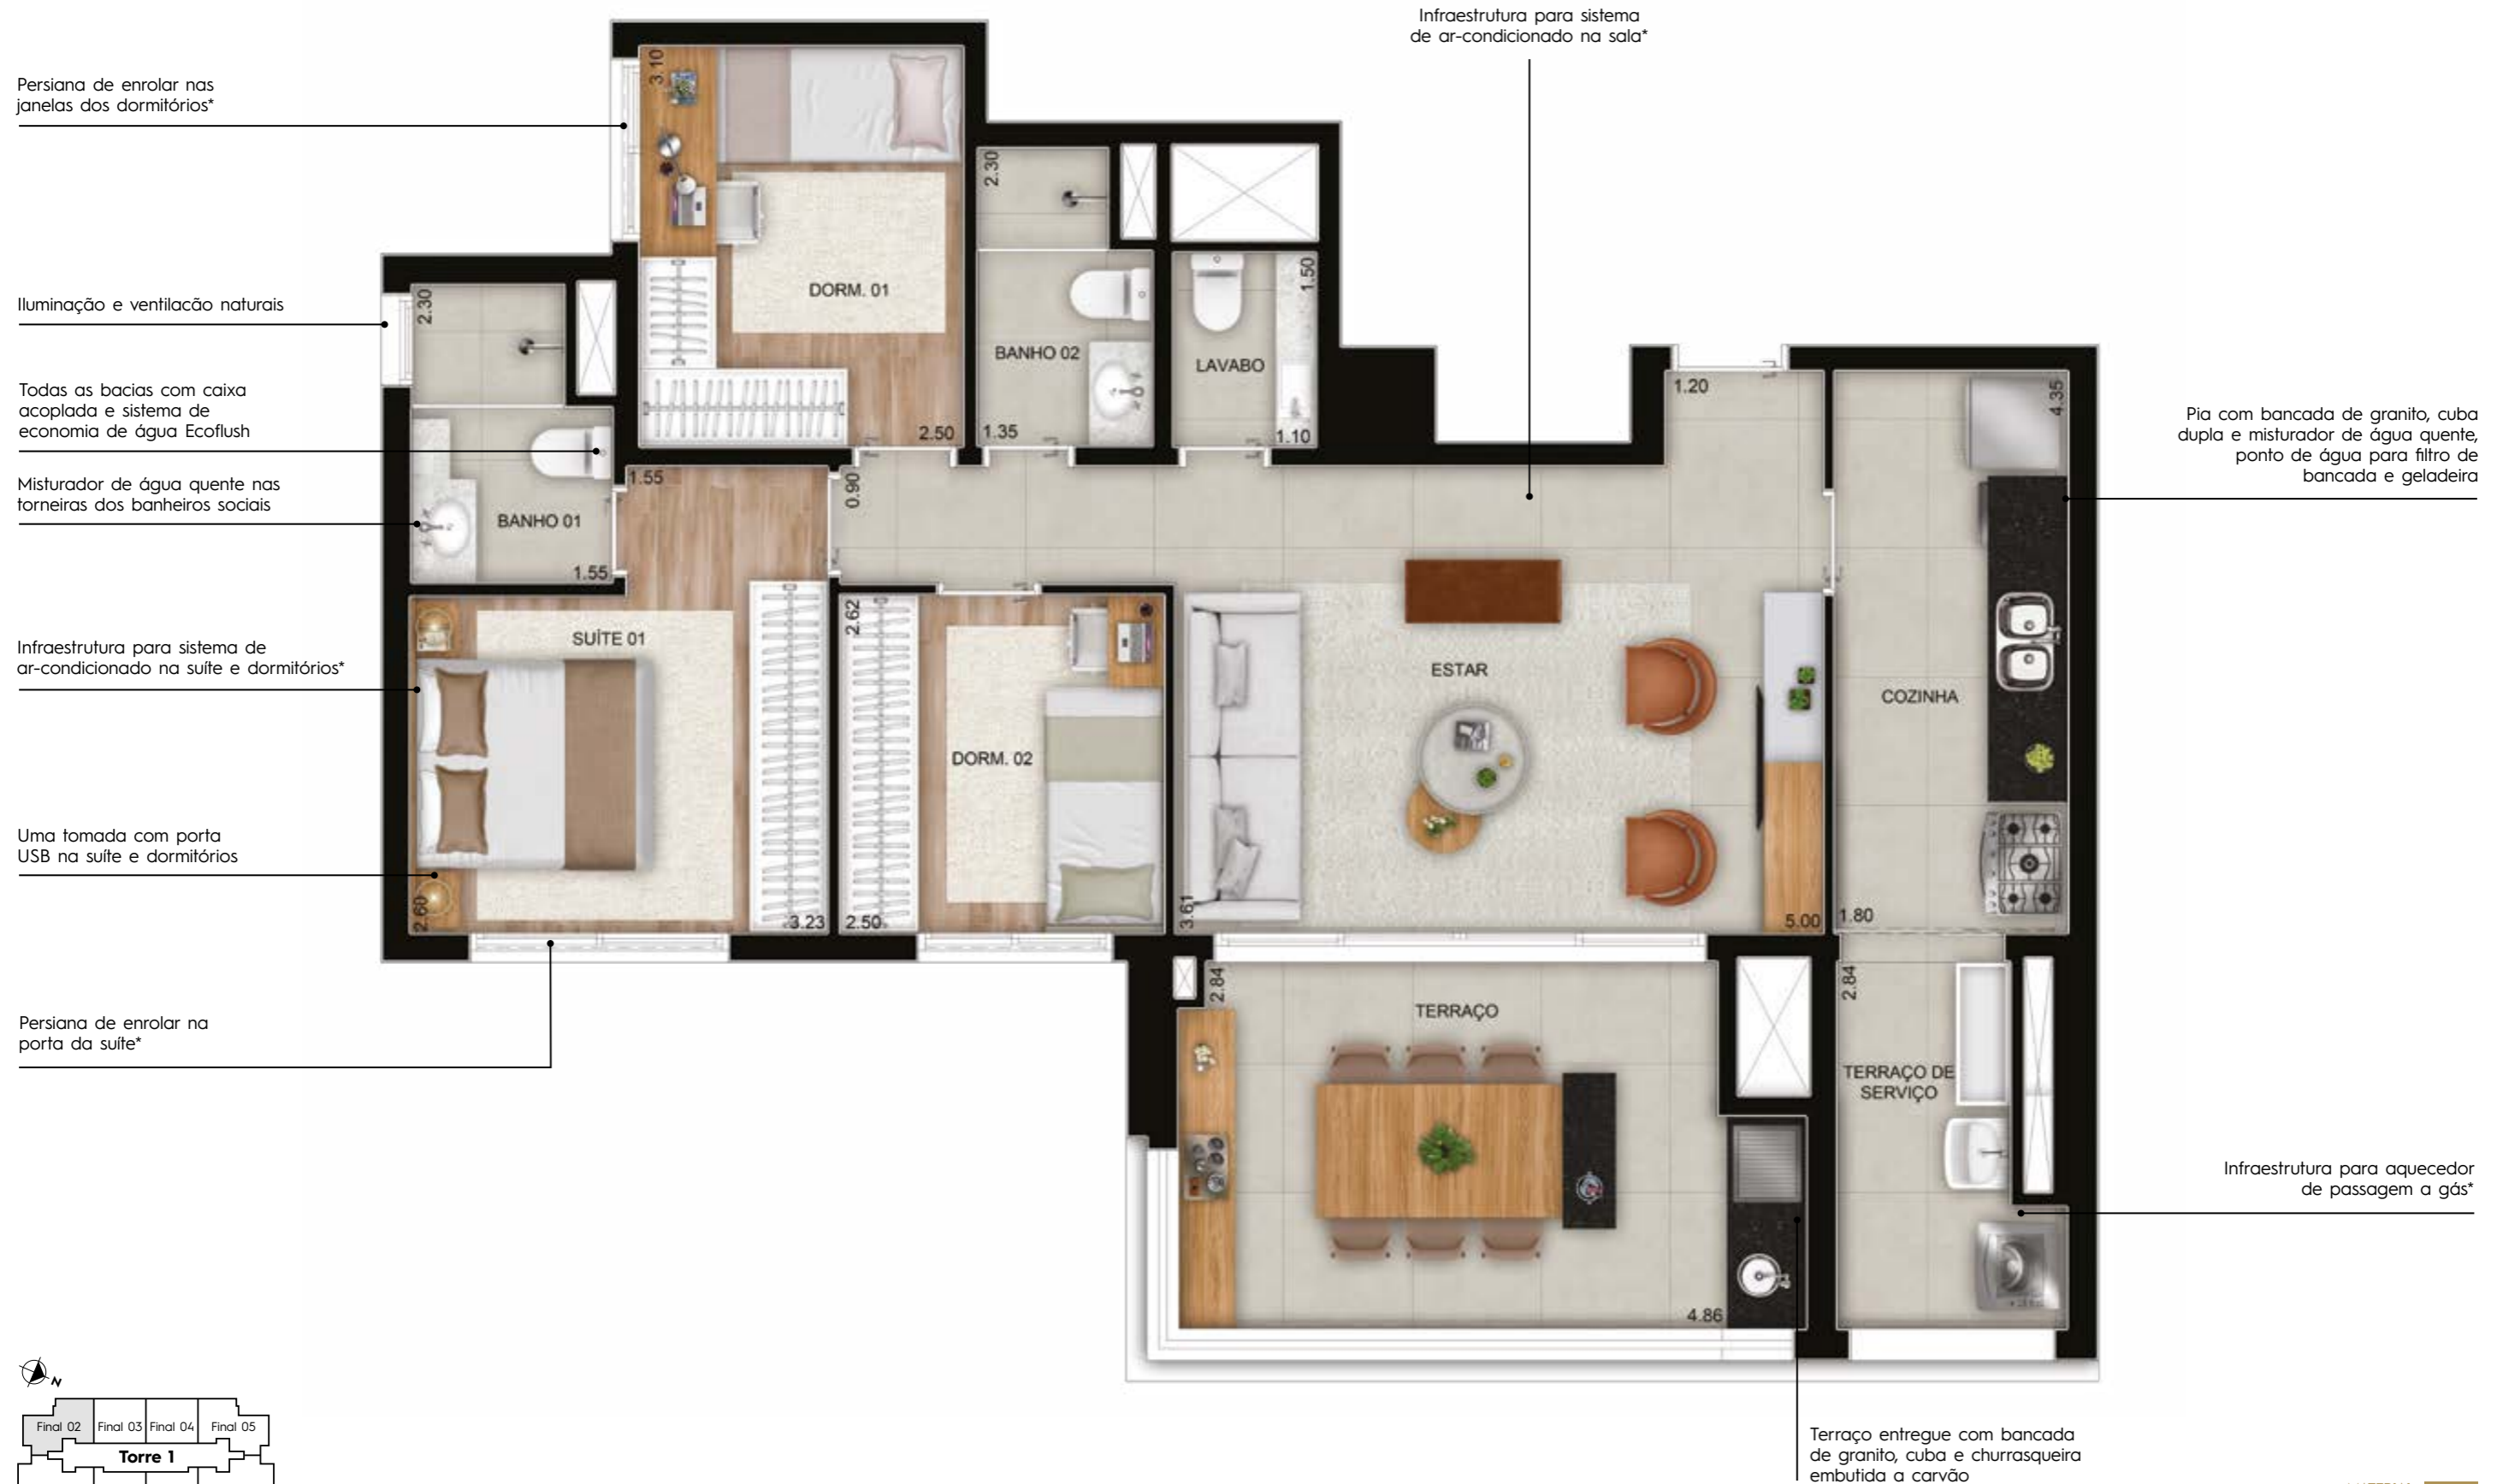 Infraestrutura para sistema
de ar-condicionado na sala*
Persiana de enrolar nas
janelas dos dormitórios*
Iluminação e ventilacão naturais
Todas as bacias com caixa
acoplada e sistema de
economia de água Ecoflush
Misturador de água quente nas
torneiras dos banheiros sociais
Infraestrutura para sistema de
ar-condicionado na suíte e dormitórios*
Uma tomada com porta
USB na suíte e dormitórios
Persiana de enrolar na
porta da suíte*
3.10
DORM. 01
2.50
2.30
BANHO 02
1.35
1.50
LAVABO
1.10
2.30
BANHO 01
1.55
1.55
0.90
1.20
4.35
SUÍTE 01
2.60
3.23
2.62
DORM. 02
2.50
ESTAR
3.61
5.00
COZINHA
1.80
2.84
TERRAÇO
4.86
2.84
TERRAÇO DE
SERVIÇO
Pia com bancada de granito, cuba
dupla e misturador de água quente,
ponto de água para filtro de
bancada e geladeira
Infraestrutura para aquecedor
de passagem a gás*
Terraço entregue com bancada
de granito, cuba e churrasqueira
embutida a carvão
N
Final 02
Final 03
Final 04
Final 05
Torre 1